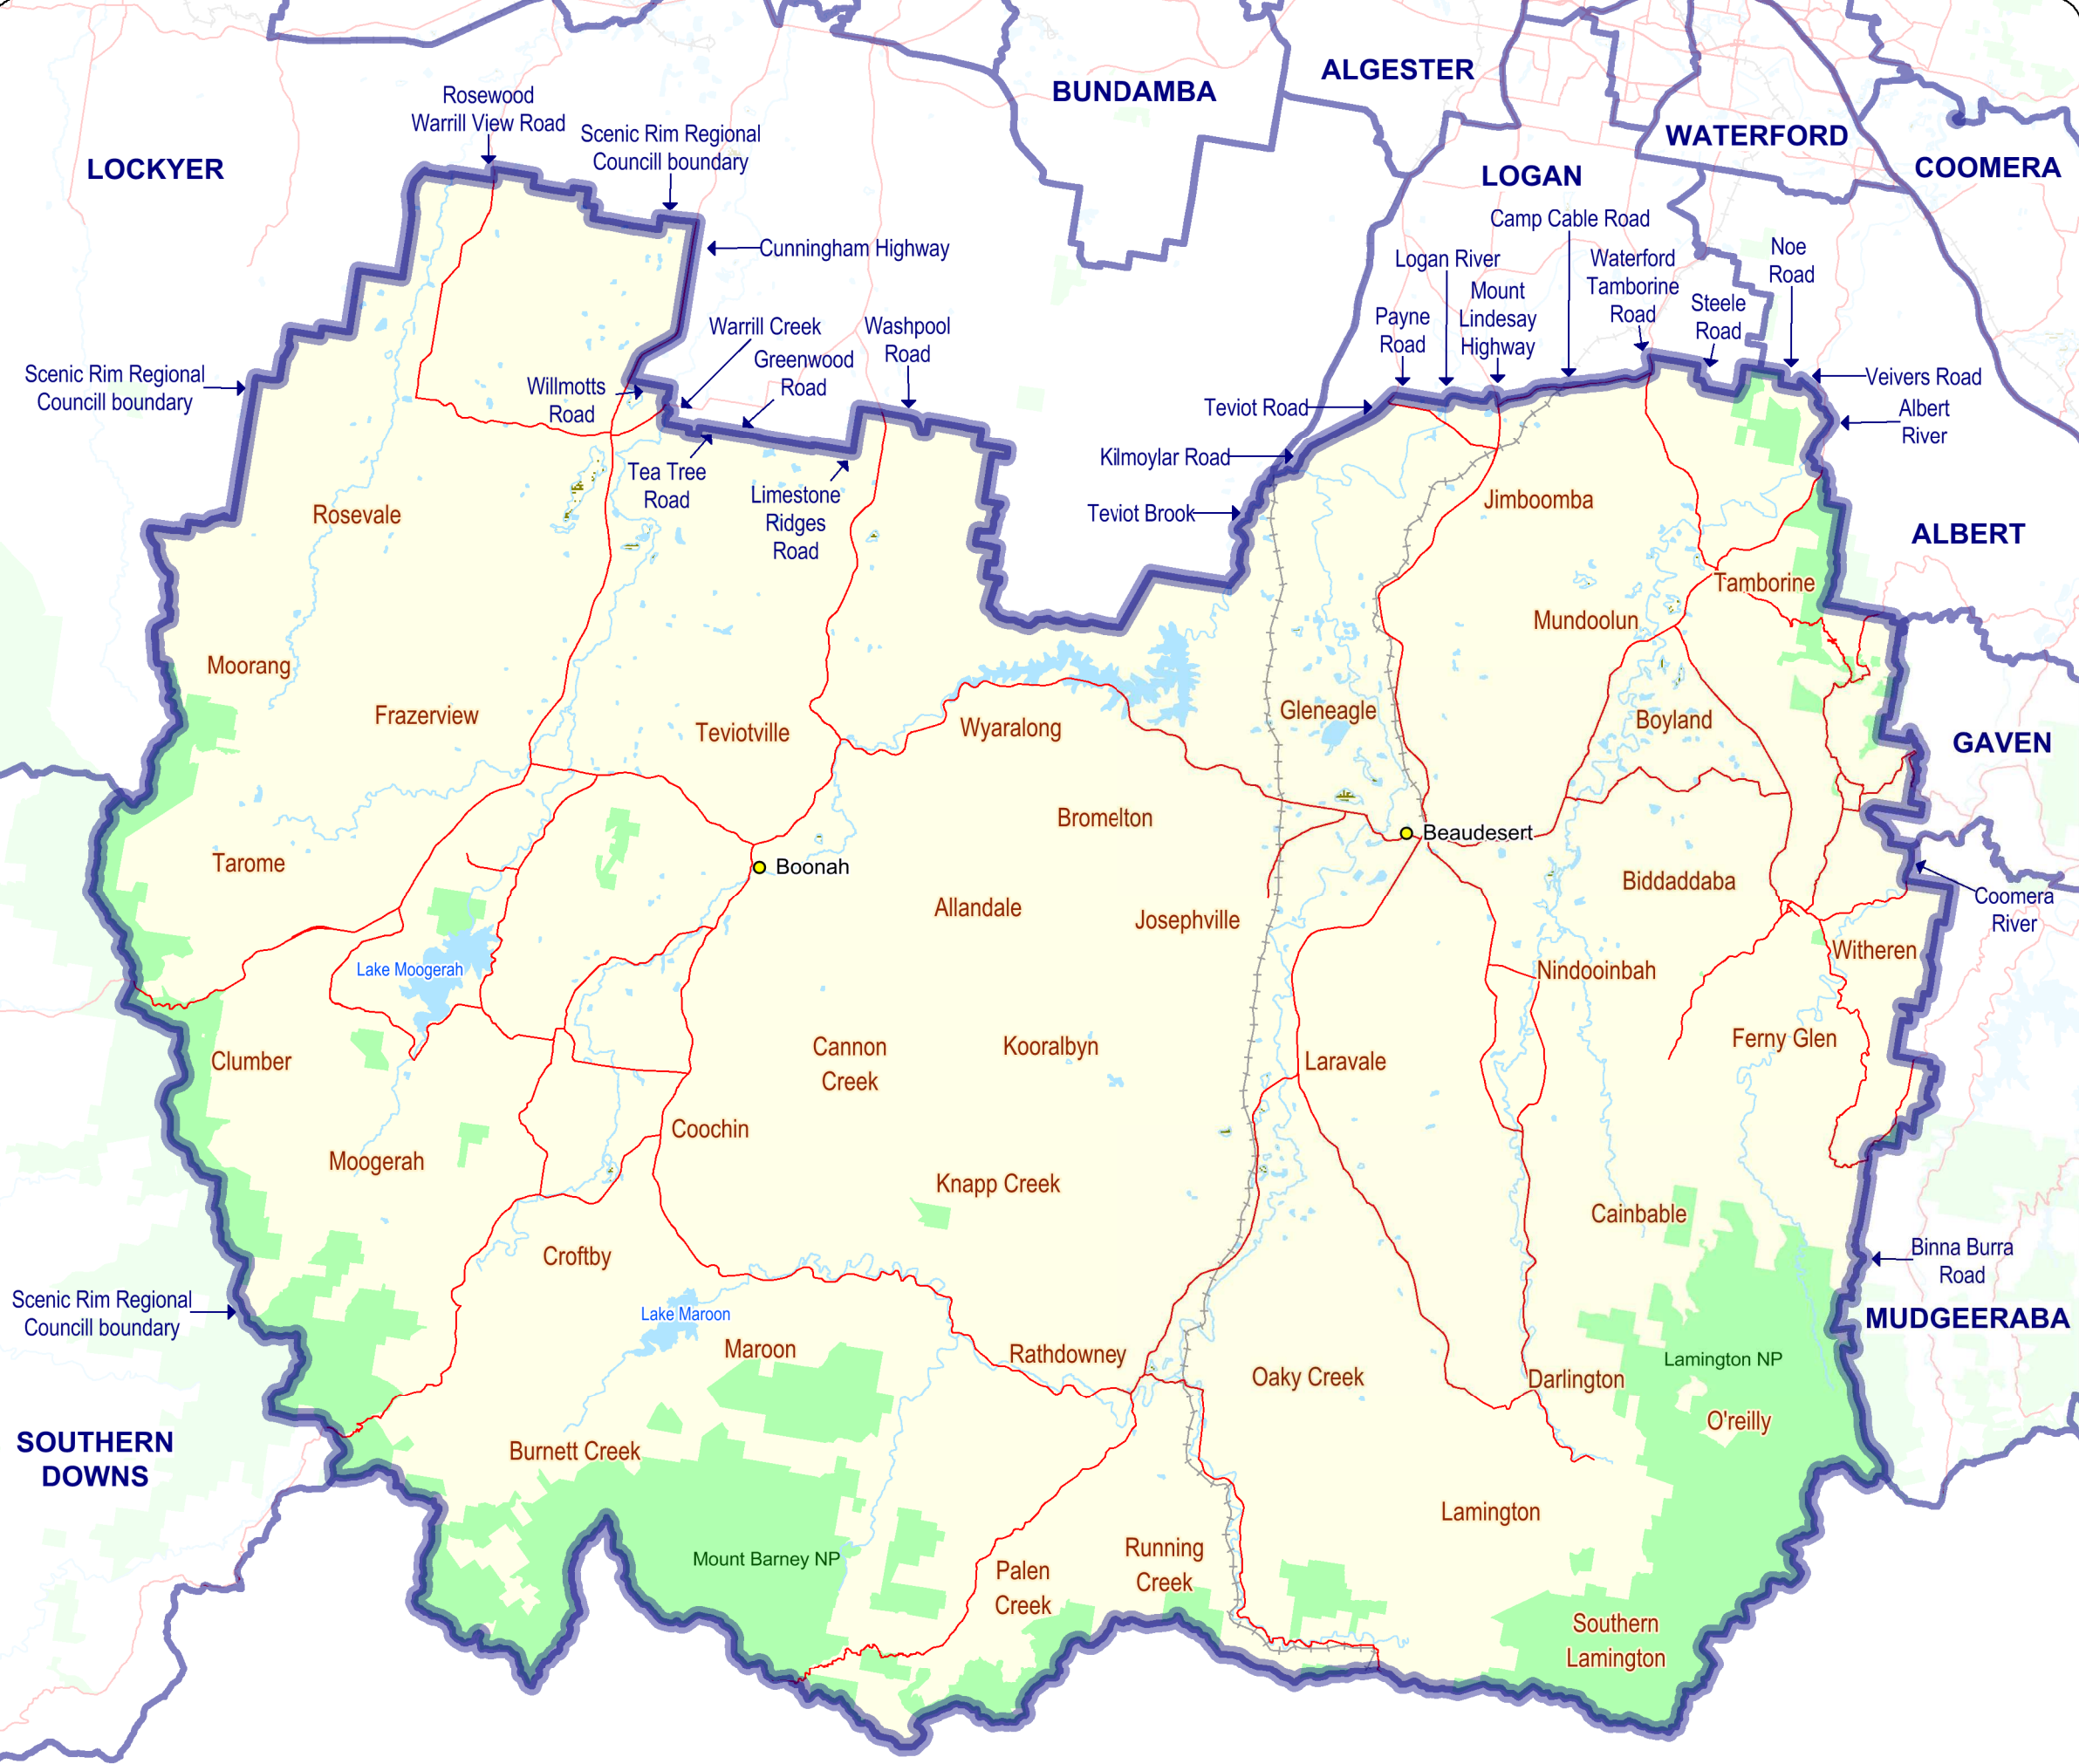 BUNDAMBA
ALGESTER
WATERFORD
COOMERA
LOGAN
LOCKYER
Rosewood
Warrill View Road
Scenic Rim Regional
Councill boundary
Cunningham Highway
Camp Cable Road
Logan River
Waterford
Tamborine
Road
Noe
Road
Mount
Lindesay
Highway
Steele
Road
Payne
Road
Veivers Road
Albert
River
Teviot Road
Kilmoylar Road
Teviot Brook
Warrill Creek
Greenwood
Road
Washpool
Road
Willmotts
Road
Tea Tree
Road
Limestone
Ridges
Road
Scenic Rim Regional
Councill boundary
Rosevale
Jimboomba
ALBERT
Tamborine
Mundoolun
Moorang
Frazerview
Teviotville
Wyaralong
Gleneagle
Boyland
GAVEN
Bromelton
Beaudesert
Tarome
Boonah
Biddaddaba
Coomera
River
Allandale
Josephville
Witheren
Lake Moogerah
Nindooinbah
Clumber
Cannon
Creek
Kooralbyn
Laravale
Ferny Glen
Coochin
Moogerah
Knapp Creek
Cainbable
Croftby
Binna Burra
Road
Scenic Rim Regional
Councill boundary
Lake Maroon
MUDGEERABA
Maroon
Rathdowney
Oaky Creek
Darlington
Lamington NP
O'reilly
SOUTHERN
DOWNS
Burnett Creek
Lamington
Mount Barney NP
Palen
Creek
Running
Creek
Southern
Lamington